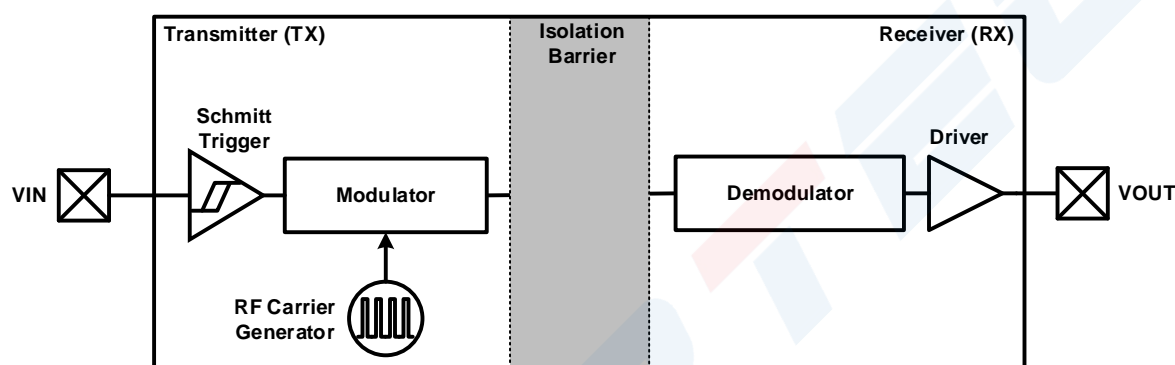 Transmitter (TX)
Isolation
Barrier
Receiver (RX)
Schmitt
Trigger
Driver
VIN
Modulator
Demodulator
VOUT
RF Carrier
Generator